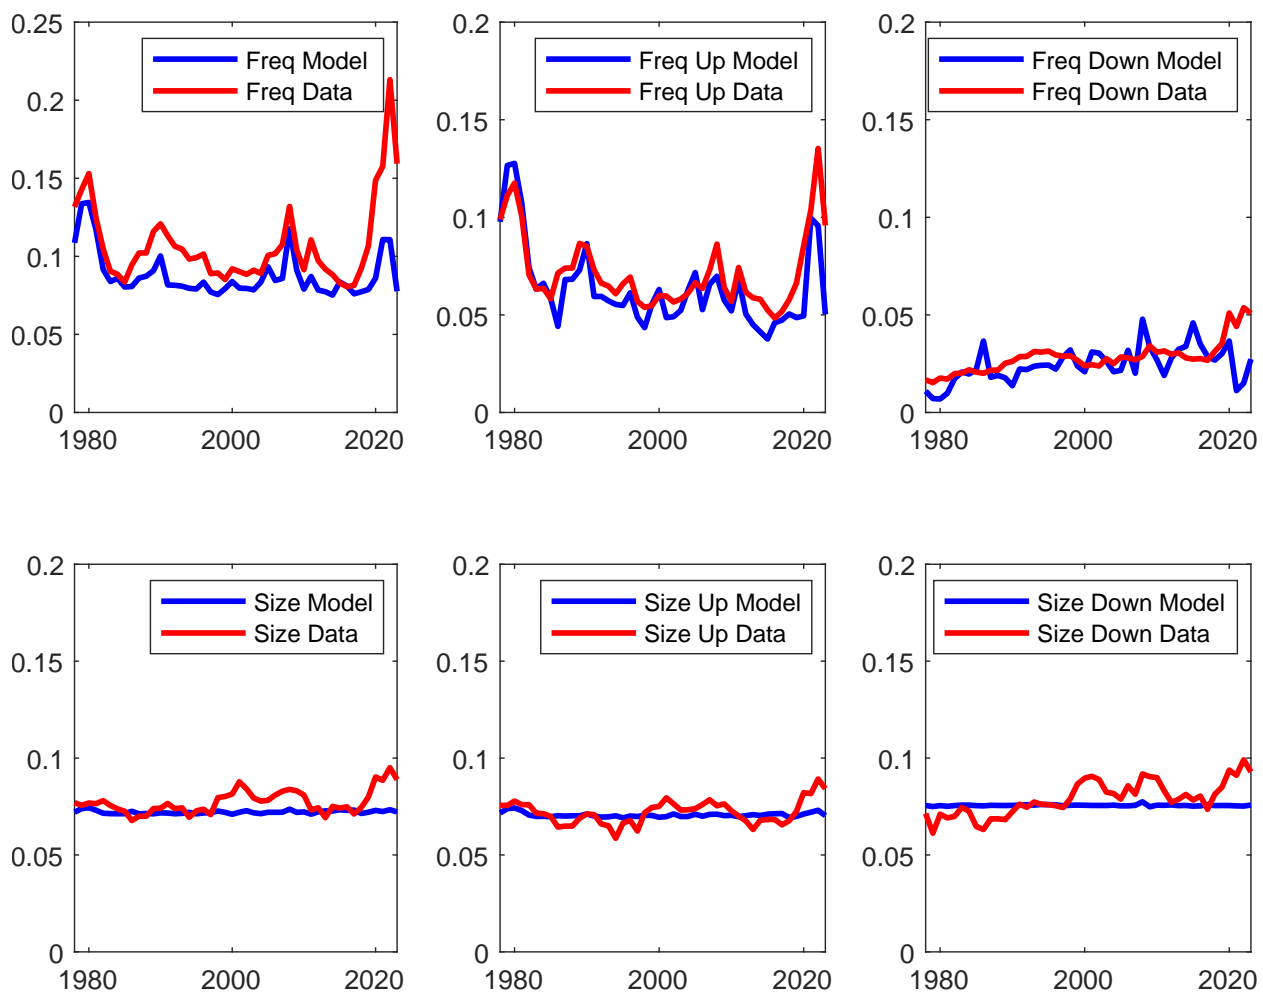 0.25
0.2
0.15
0.1
0.05
0
1980 2000 2020
Freq Model
Freq Data
0.2
0.15
0.1
0.05
0
1980 2000 2020
Freq Up Model
Freq Up Data
0.2
0.15
0.1
0.05
0
1980 2000 2020
Freq Down Model
Freq Down Data
0.2
0.15
0.1
0.05
0
1980 2000 2020
Size Model
Size Data
0.2
0.15
0.1
0.05
0
1980 2000 2020
Size Up Model
Size Up Data
0.2
0.15
0.1
0.05
0
1980 2000 2020
Size Down Model
Size Down Data